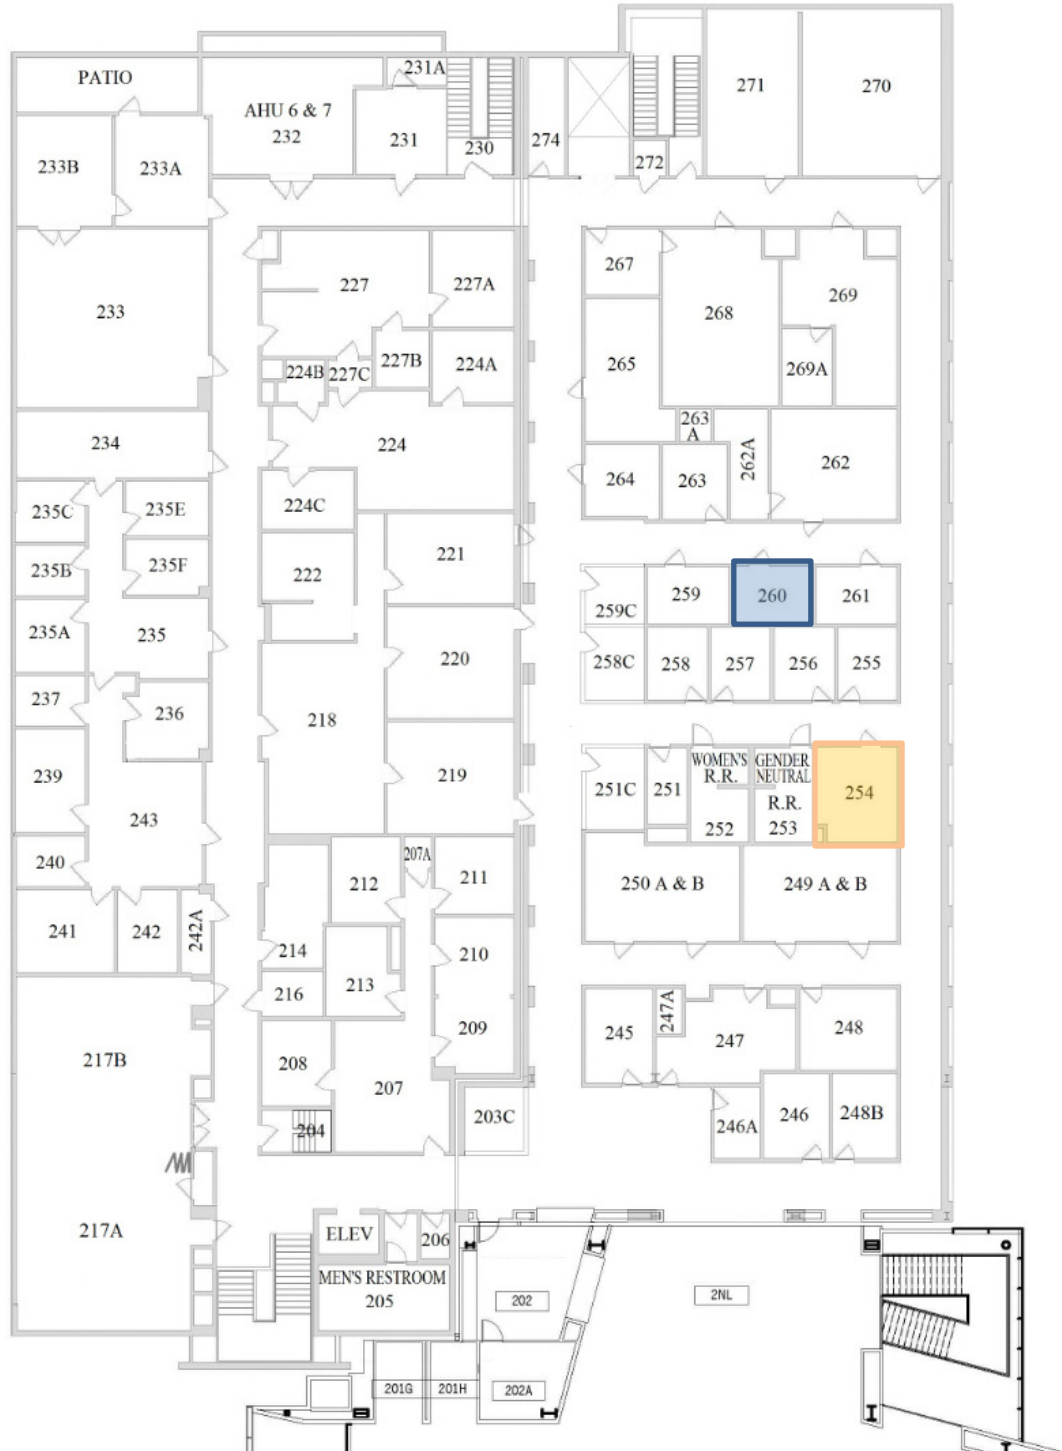 PATIO
231A
AHU 6 & 7
232
231
230
274
272
271
270
233B
233A
267
227
227A
268
269
233
265
269A
224B
227C
227B
224A
263
A
234
224
262A
262
235C
235E
224C
264
263
235B
235F
222
221
259C
259
260
261
235A
235
220
258C
258
257
256
255
237
236
218
239
219
251C
251
WOMEN'S
R.R.
252
GENDER
NEUTRAL
R.R.
253
254
243
240
212
207A
211
250 A & B
249 A & B
241
242
242A
214
213
210
216
209
245
247A
247
248
217B
208
207
204
203C
246A
246
248B
217A
ELEV
206
MEN'S RESTROOM
205
202
2NL
201G
201H
202A